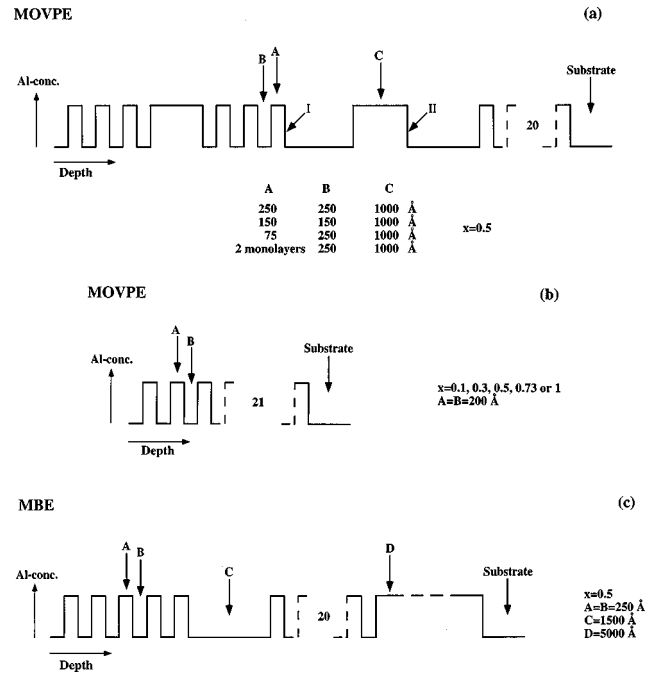 MOVPE (a)
B A C Substrate
Al-conc. I II
20
Depth
A B C
250 250 1000 Å
150 150 1000 Å x=0.5
75 250 1000 Å
2 monolayers 250 1000 Å
MOVPE (b)
A B Substrate
Al-conc. x=0.1, 0.3, 0.5, 0.73 or 1
21 A=B=200 Å
Depth
MBE (c)
A B C D Substrate
Al-conc. x=0.5
20 A=B=250 Å
C=1500 Å
D=5000 Å
Depth